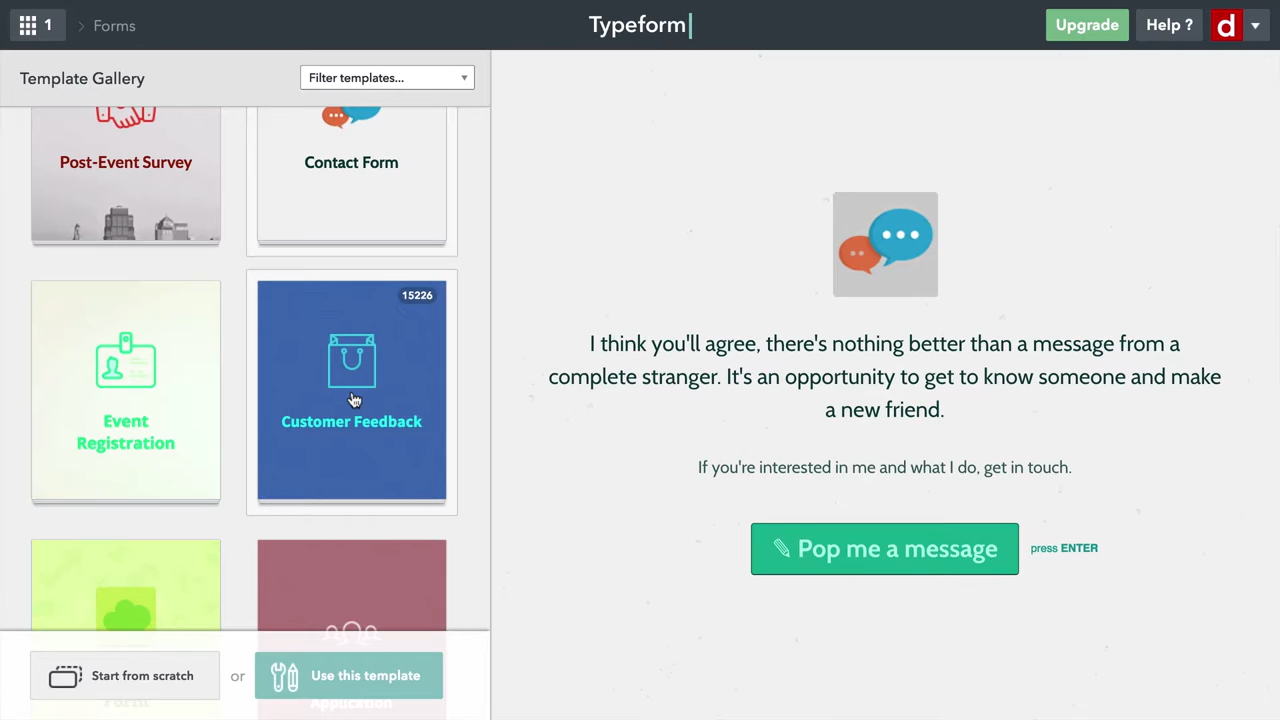 1
Forms
Typeform
Upgrade
Help ?
d
Template Gallery
Filter templates...
Post-Event Survey
Contact Form
15226
Event
Registration
Customer Feedback
Start from scratch
or
Use this template
Form
Application
I think you'll agree, there's nothing better than a message from a
complete stranger. It's an opportunity to get to know someone and make
a new friend.
If you're interested in me and what I do, get in touch.
Pop me a message
press ENTER